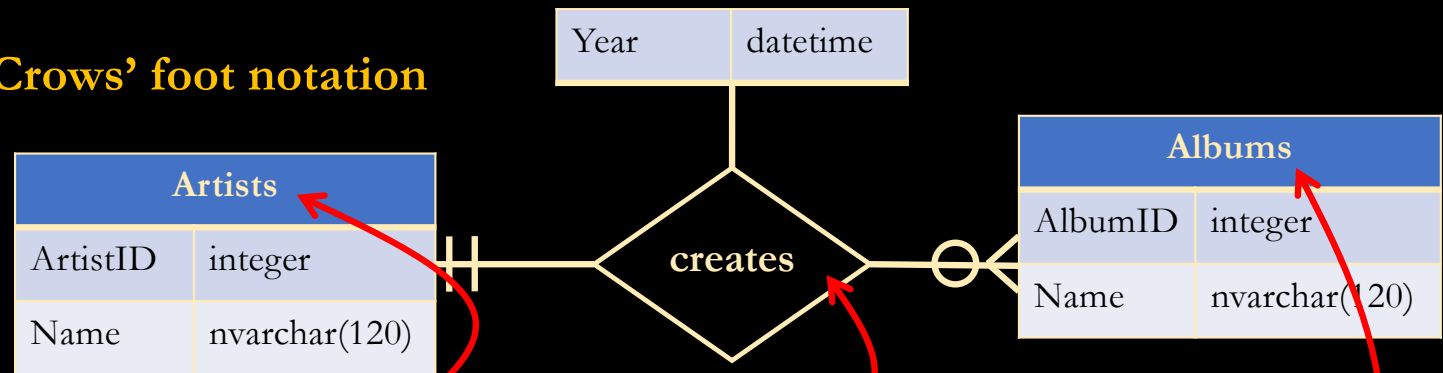 Crows’ foot notation
Year datetime
Artists
ArtistID integer
Name nvarchar(120)
creates
Albums
AlbumID integer
Name nvarchar(120)